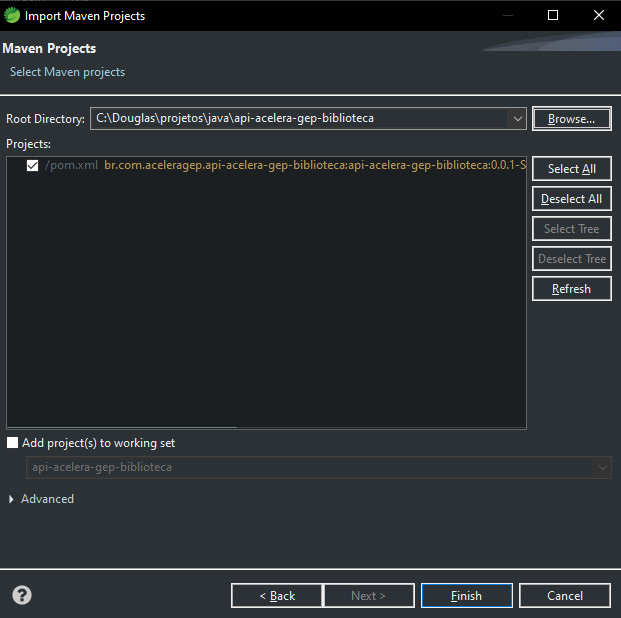 Import Maven Projects
Maven Projects
Select Maven projects
Root Directory: C:\Douglas\projetos\java\api-acelera-gep-biblioteca Browse...
Projects:
/pom.xml br.com.aceleragep.api-acelera-gep-biblioteca:api-acelera-gep-biblioteca:0.0.1-S
Select All
Deselect All
Select Tree
Deselect Tree
Refresh
Add project(s) to working set
api-acelera-gep-biblioteca
Advanced
? < Back Next > Finish Cancel